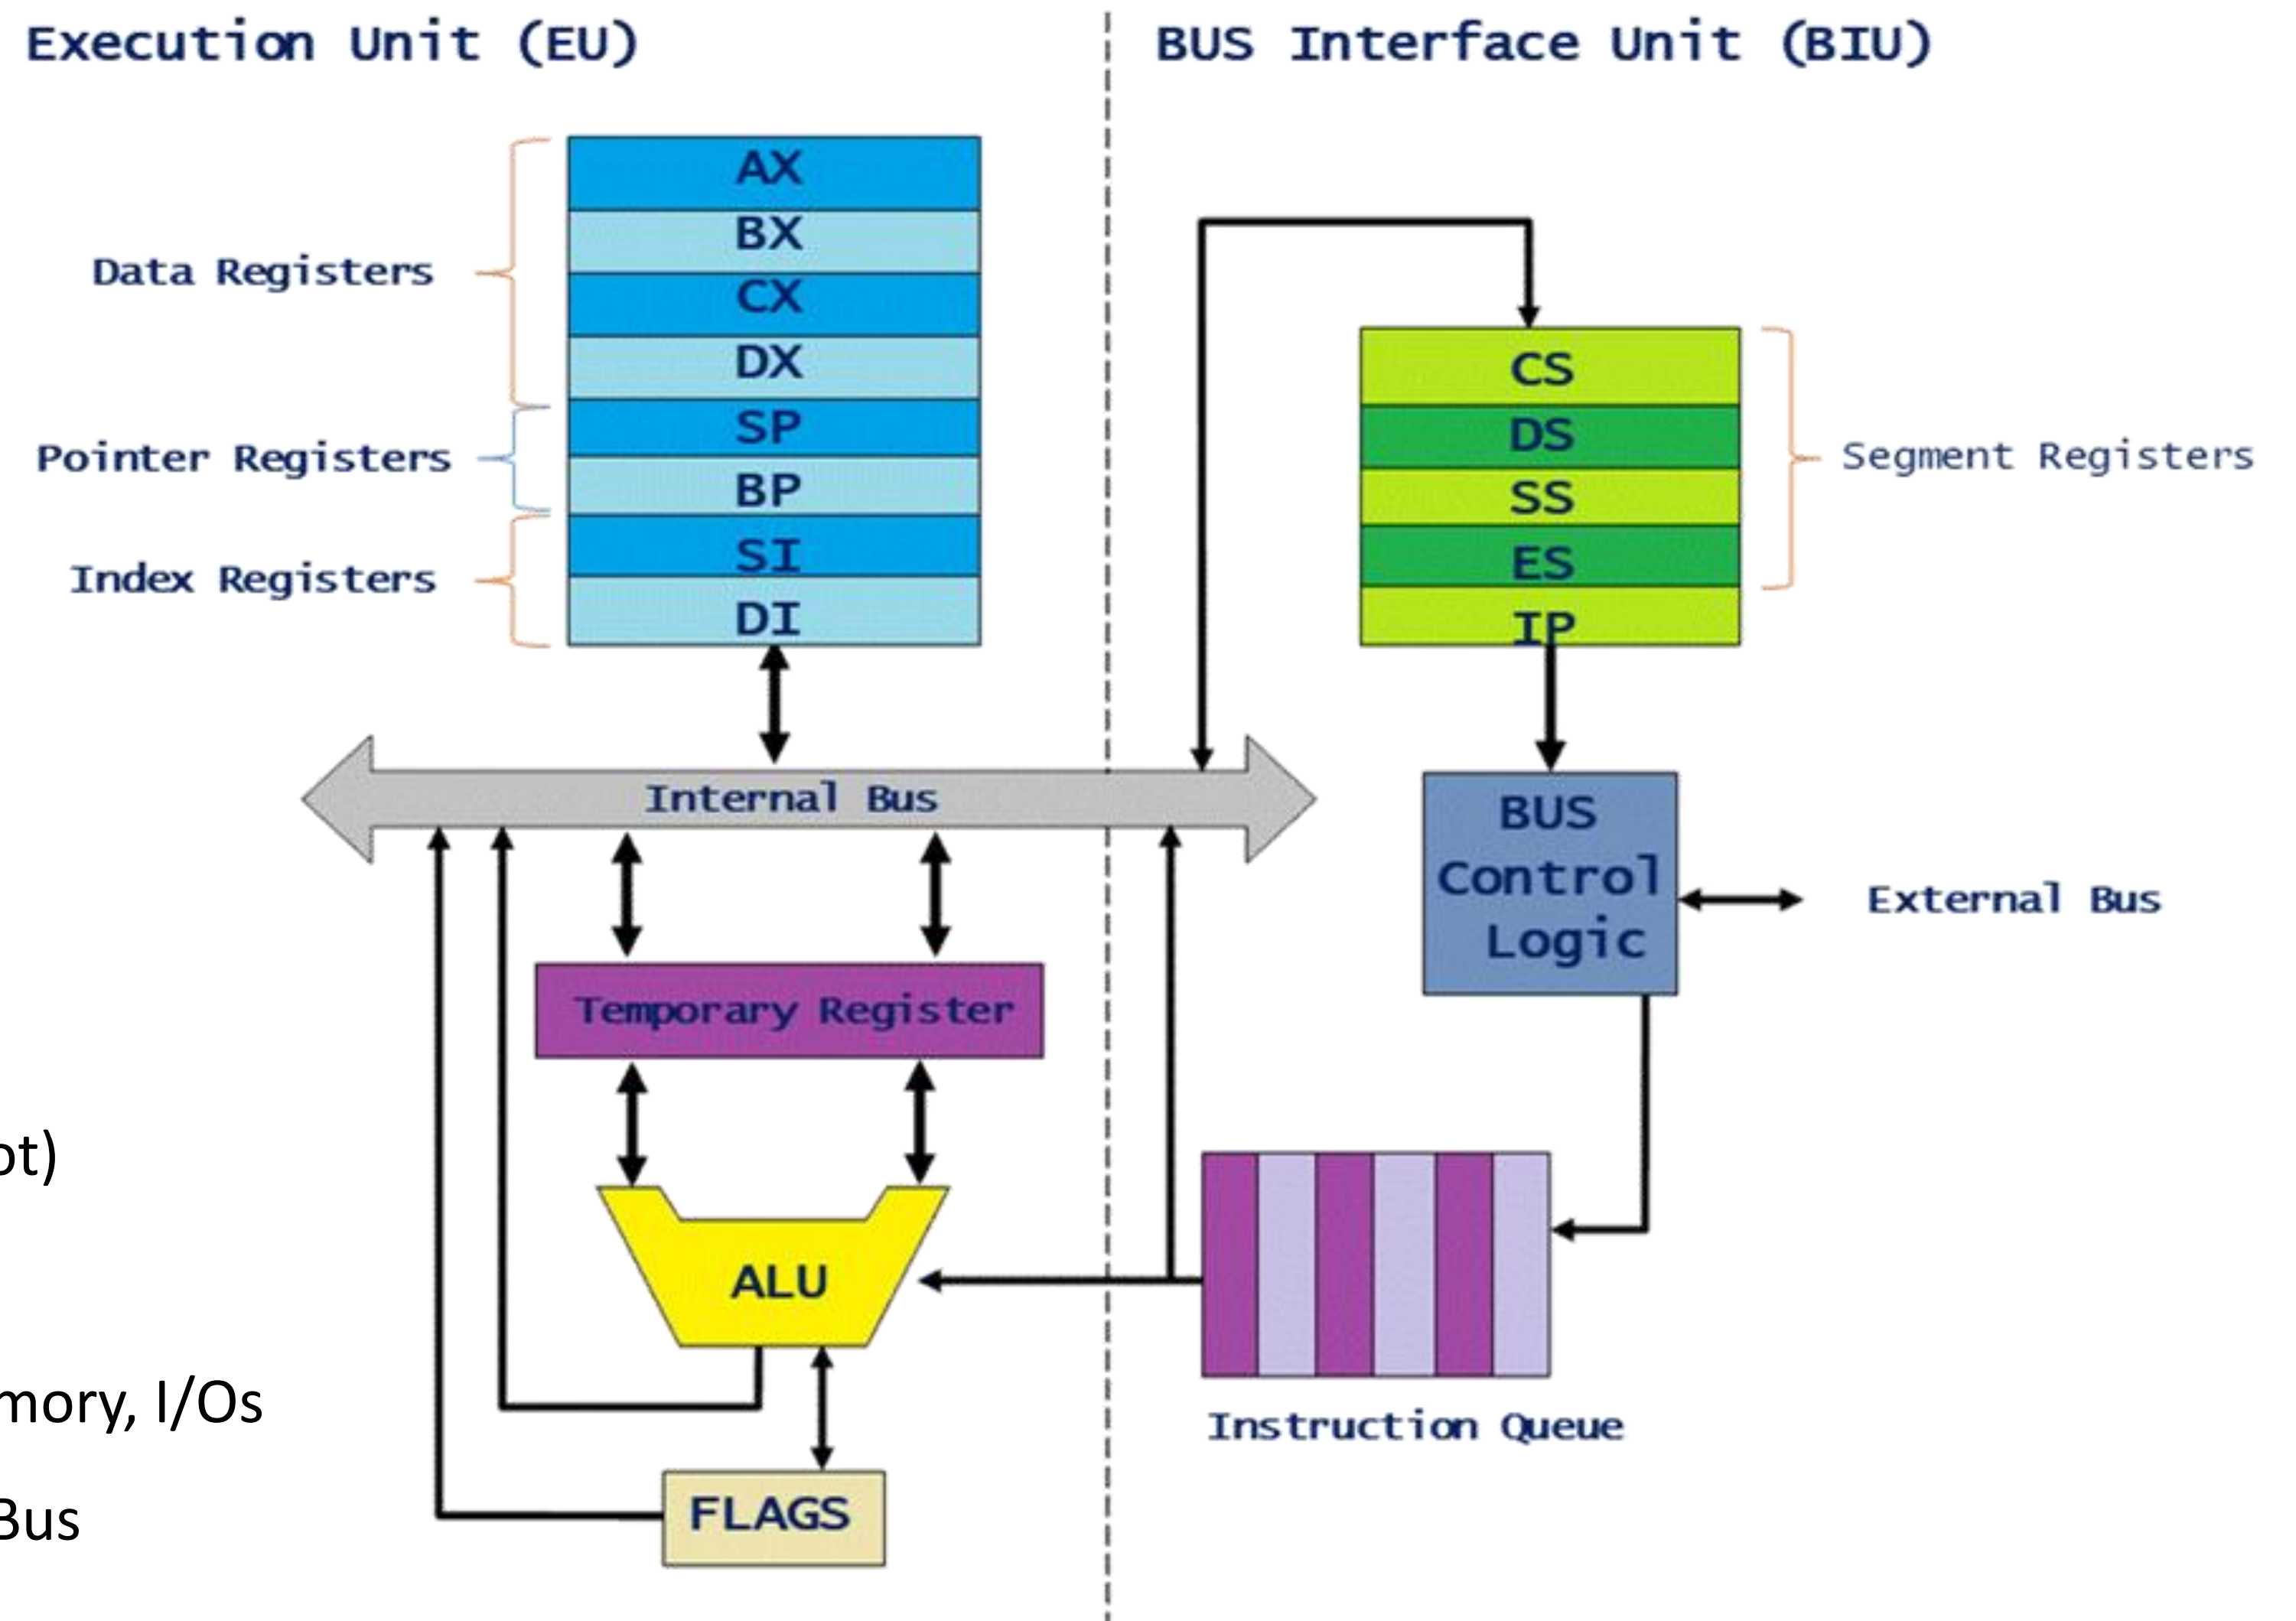 Execution Unit (EU)
BUS Interface Unit (BIU)
AX
BX
CX
DX
SP
BP
SI
DI
Data Registers
Pointer Registers
Index Registers
CS
DS
SS
ES
IP
Segment Registers
Internal Bus
BUS
Control
Logic
External Bus
Temporary Register
ALU
Instruction Queue
FLAGS
I/Os
Bus